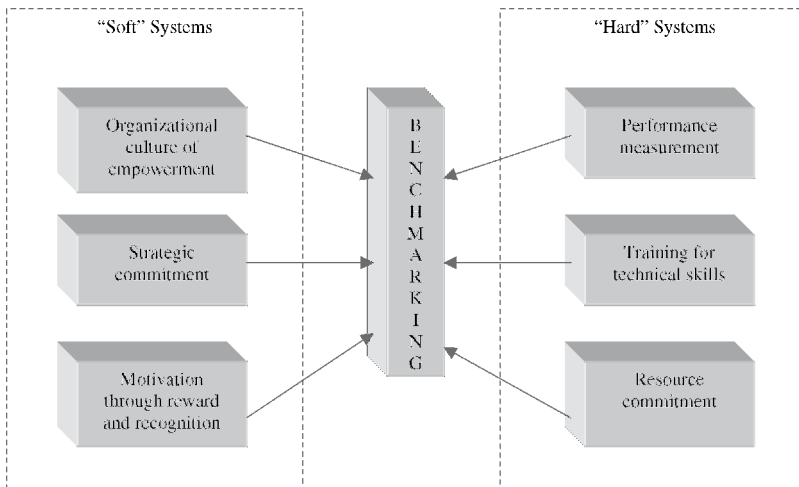 “Soft” Systems
Organizational
culture of
empowerment
Strategic
commitment
Motivation
through reward
and recognition
B
E
N
C
H
M
A
R
K
I
N
G
“Hard” Systems
Performance
measurement
Training for
technical skills
Resource
commitment